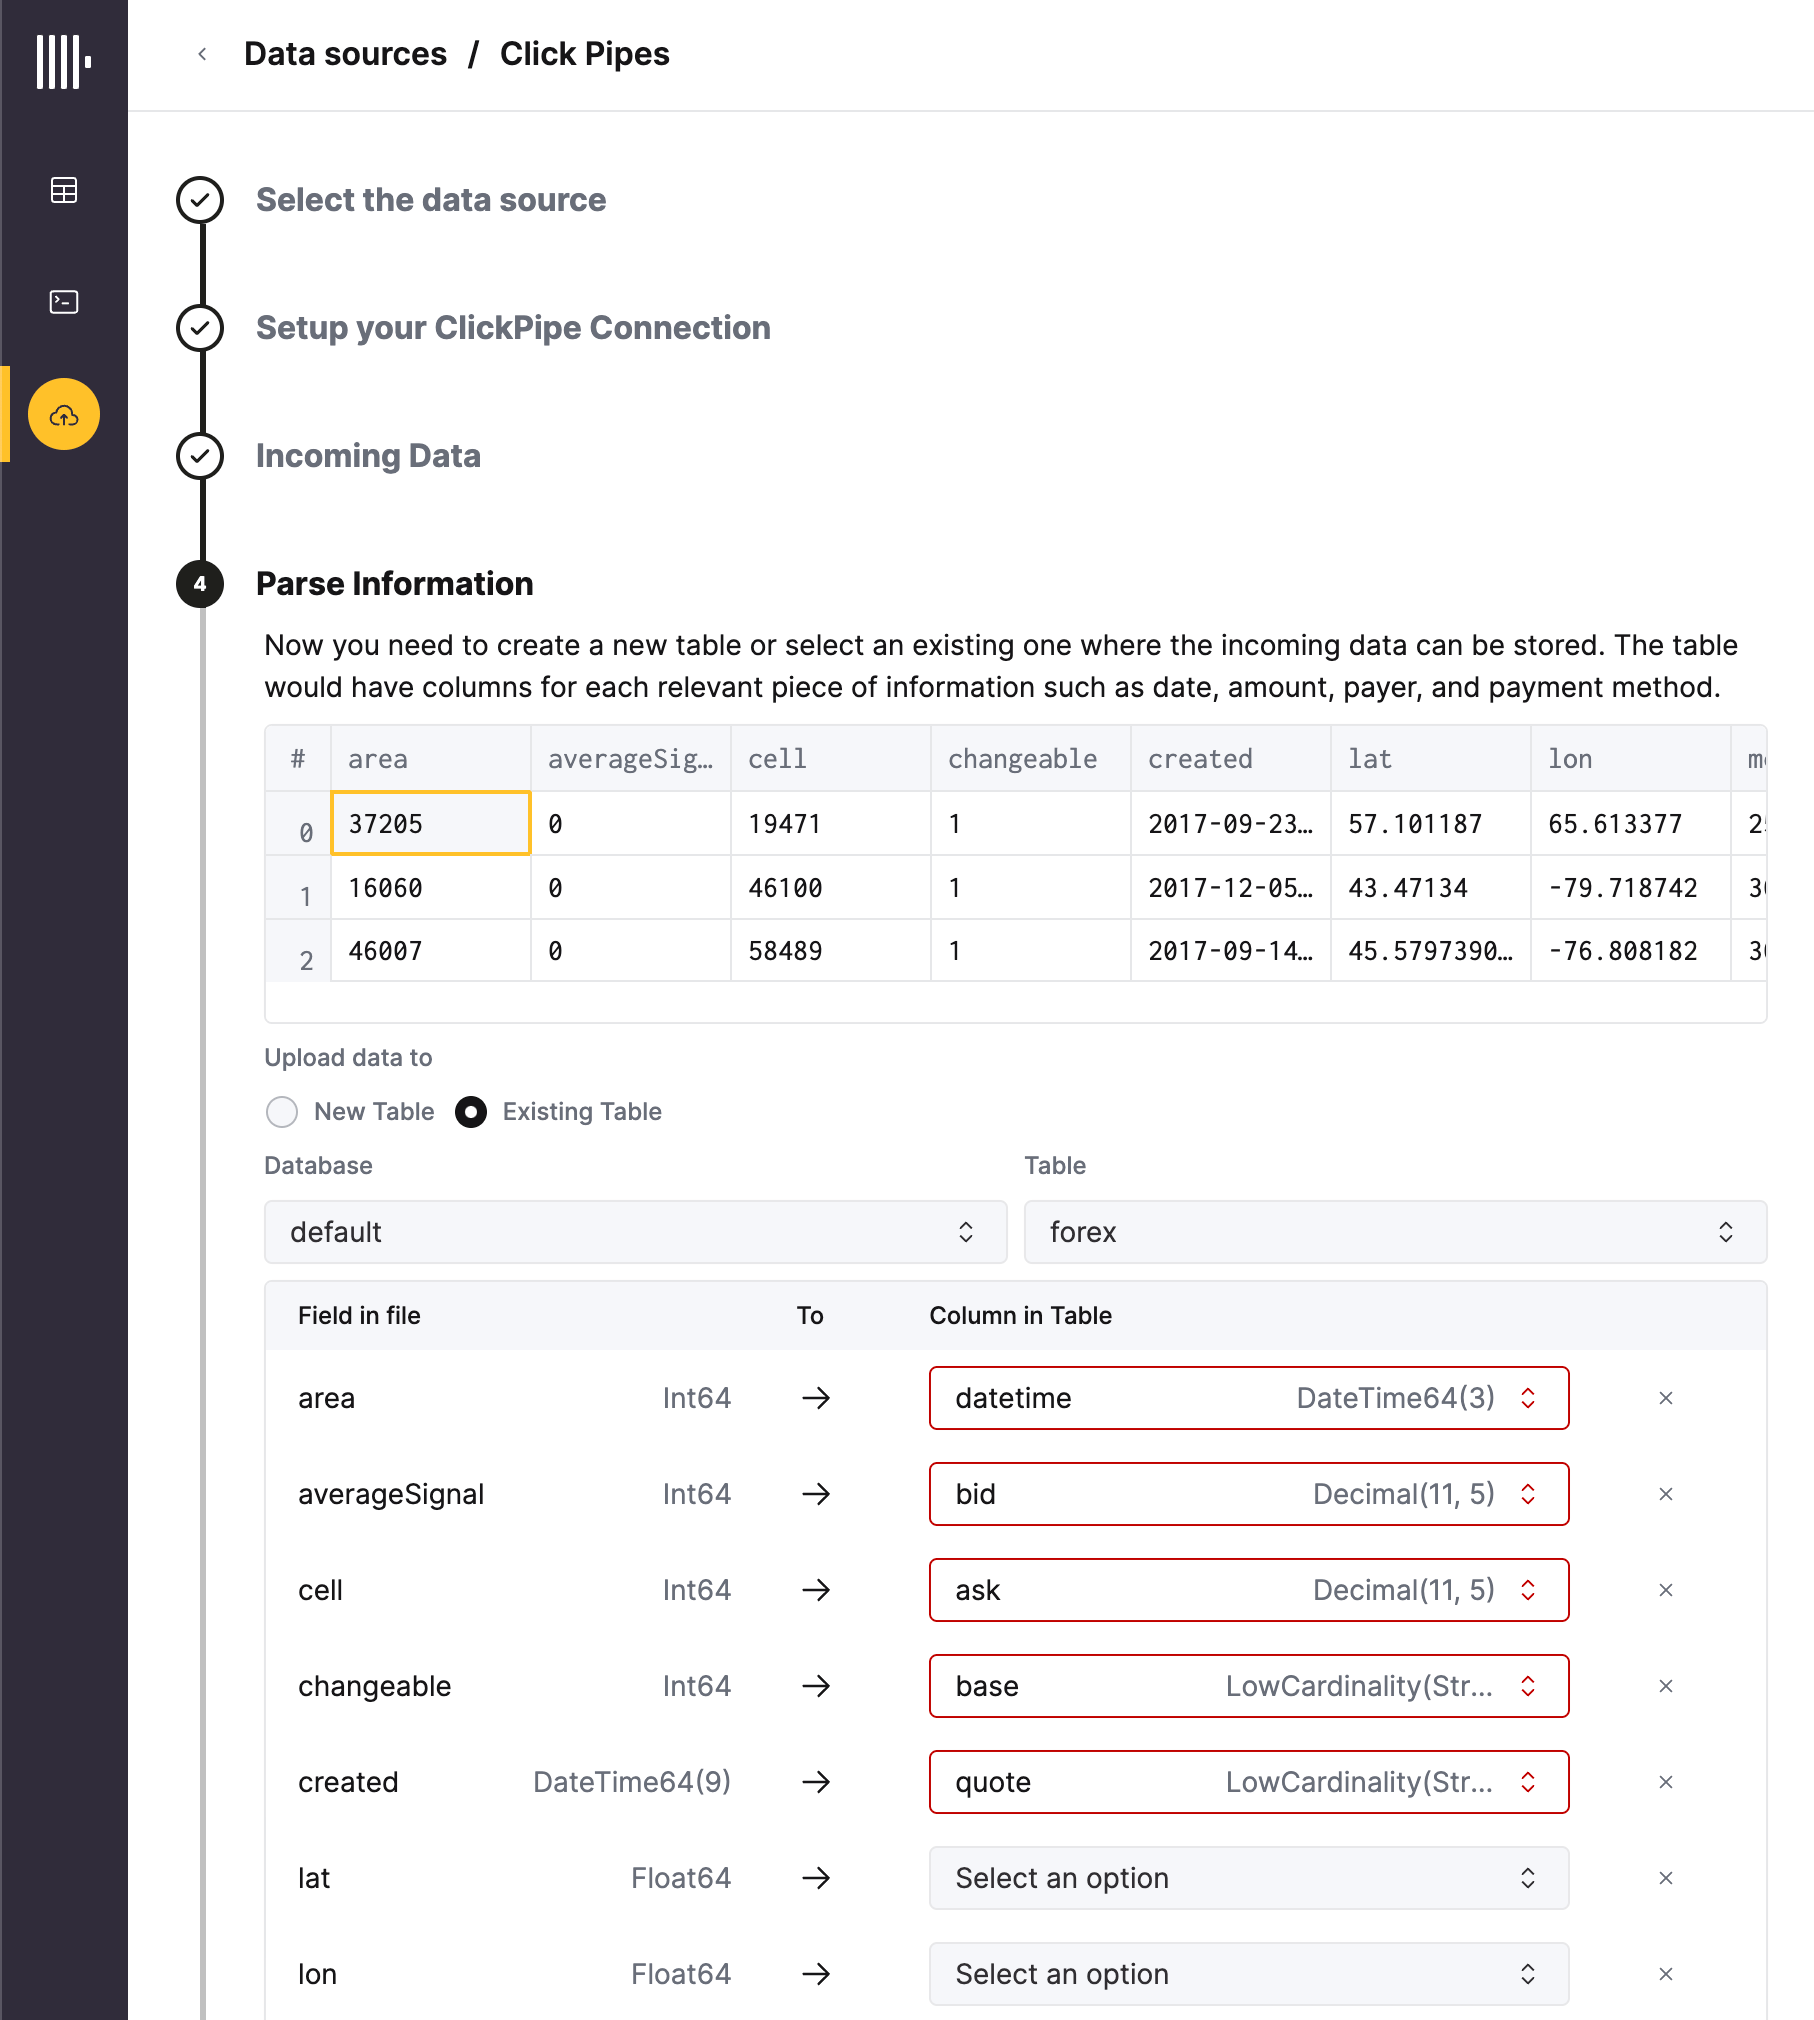 Data sources / Click Pipes
Select the data source
Setup your ClickPipe Connection
Incoming Data
4 Parse Information
Now you need to create a new table or select an existing one where the incoming data can be stored. The table
would have columns for each relevant piece of information such as date, amount, payer, and payment method.
# area averageSig… cell changeable created lat lon
0 37205 0 19471 1 2017-09-23… 57.101187 65.613377
1 16060 0 46100 1 2017-12-05… 43.47134 -79.718742
2 46007 0 58489 1 2017-09-14… 45.5797390… -76.808182
Upload data to
New Table Existing Table
Database Table
default forex
Field in file To Column in Table
area Int64 → datetime DateTime64(3) ×
averageSignal Int64 → bid Decimal(11, 5) ×
cell Int64 → ask Decimal(11, 5) ×
changeable Int64 → base LowCardinality(Str... ×
created DateTime64(9) → quote LowCardinality(Str... ×
lat Float64 → Select an option ×
lon Float64 → Select an option ×